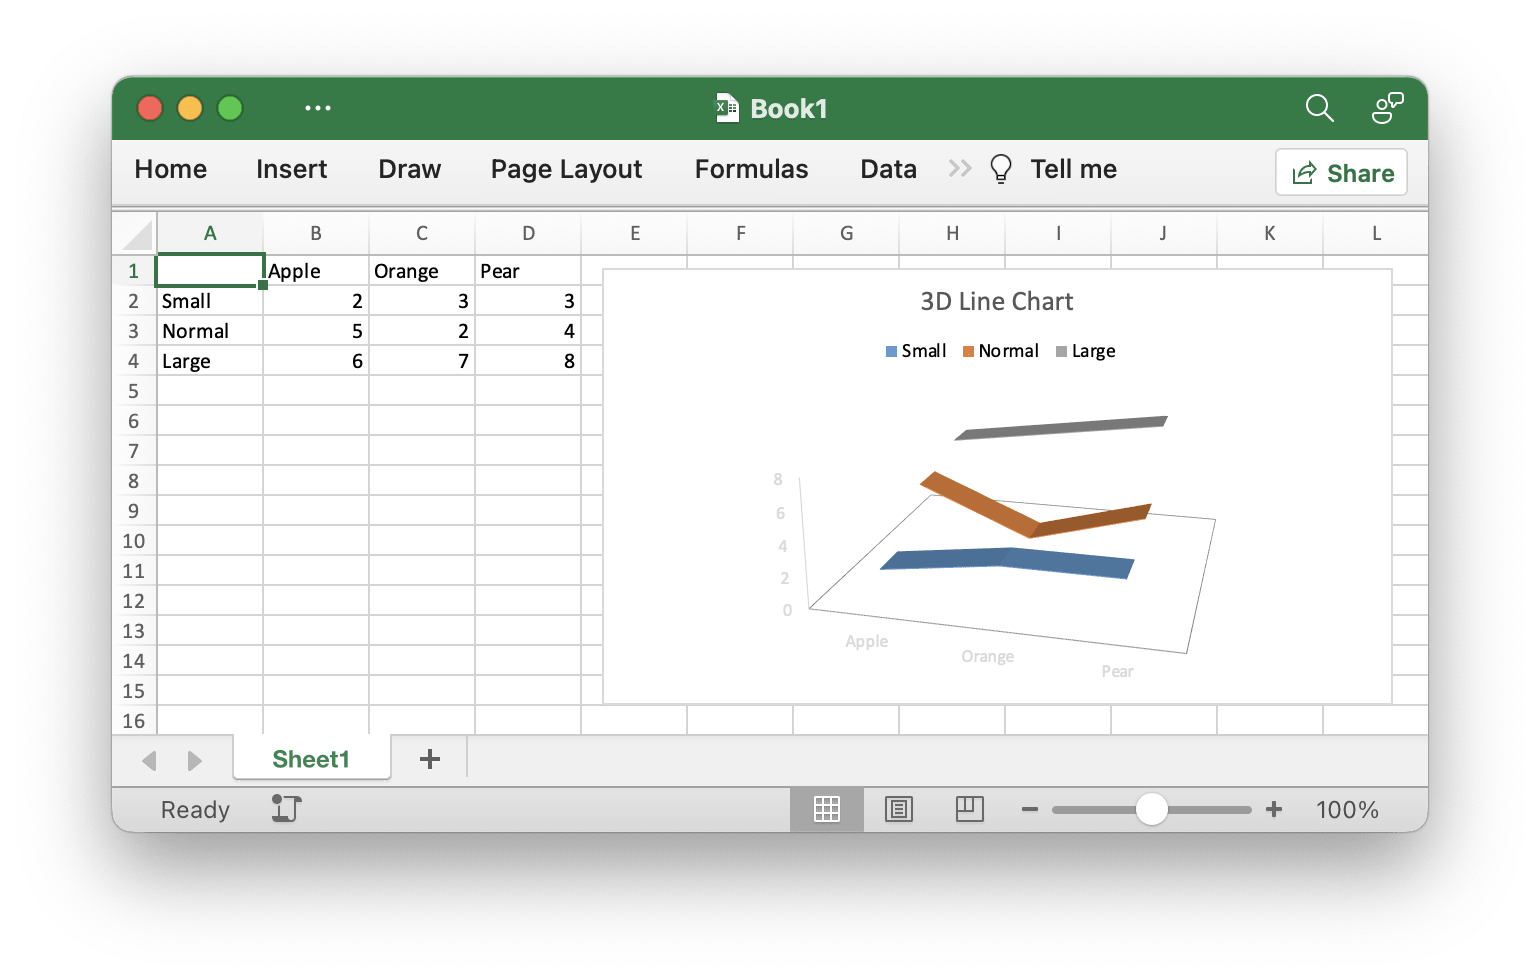 Book1
Home Insert Draw Page Layout Formulas Data Tell me Share
A B C D E F G H I J K L
1 Apple Orange Pear
2 Small 2 3 3
3 Normal 5 2 4
4 Large 6 7 8
5
6
7
8
9
10
11
12
13
14
15
16
3D Line Chart
Small Normal Large
8
6
4
2
0
Apple
Orange
Pear
Sheet1 +
Ready 100%